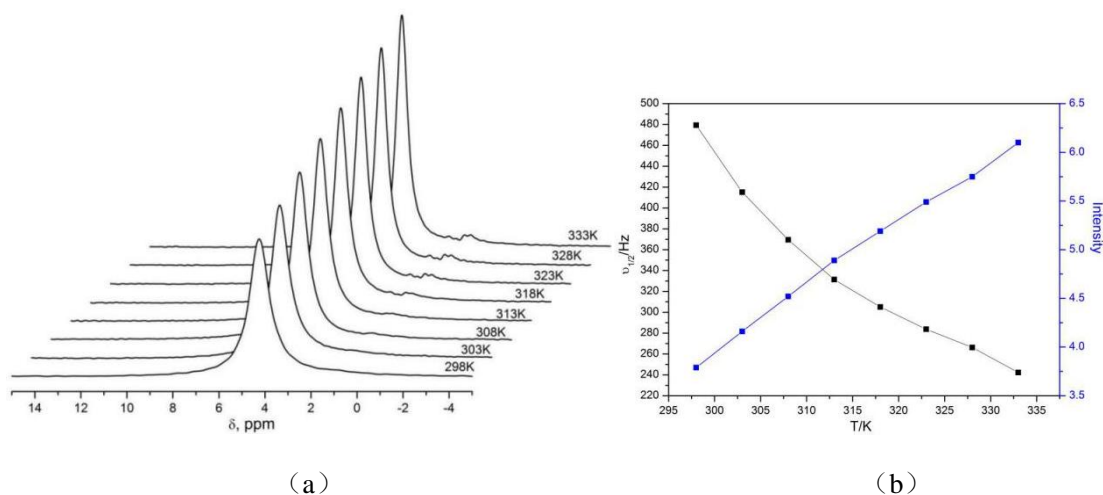 333K
328K
323K
318K
313K
308K
303K
298K
14 12 10 8 6 4 2 0 -2 -4
δ, ppm
(a)
500
480
460
440
420
400
380
360
340
320
300
280
260
240
220
υ1/2/Hz
295 300 305 310 315 320 325 330 335
T/K
6.5
6.0
5.5
5.0
4.5
4.0
3.5
Intensity
(b)